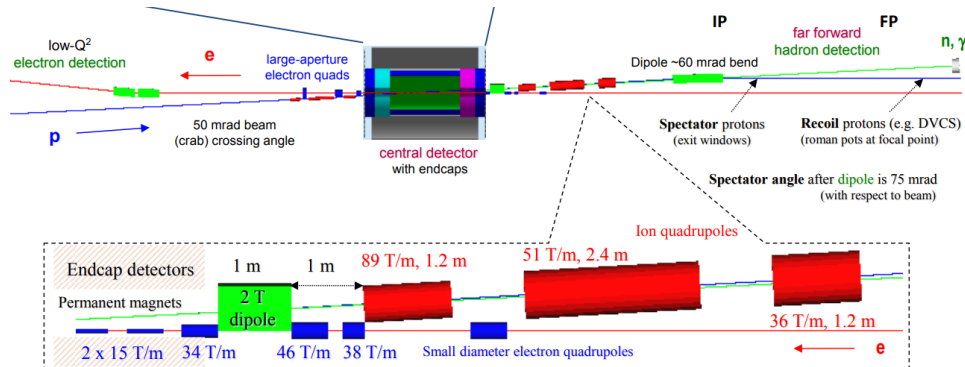 IP
FP
low-Q²
electron detection
e
large-aperture
electron quads
Dipole ~60 mrad bend
far forward
hadron detection
n, γ
p
50 mrad beam
(crab) crossing angle
central detector
with endcaps
Spectator protons
(exit windows)
Recoil protons (e.g. DVCS)
(roman pots at focal point)
Spectator angle after dipole is 75 mrad
(with respect to beam)
Ion quadrupoles
Endcap detectors
1 m
1 m
89 T/m, 1.2 m
51 T/m, 2.4 m
Permanent magnets
2 T
dipole
36 T/m, 1.2 m
2 x 15 T/m
34 T/m
46 T/m
38 T/m
Small diameter electron quadrupoles
e